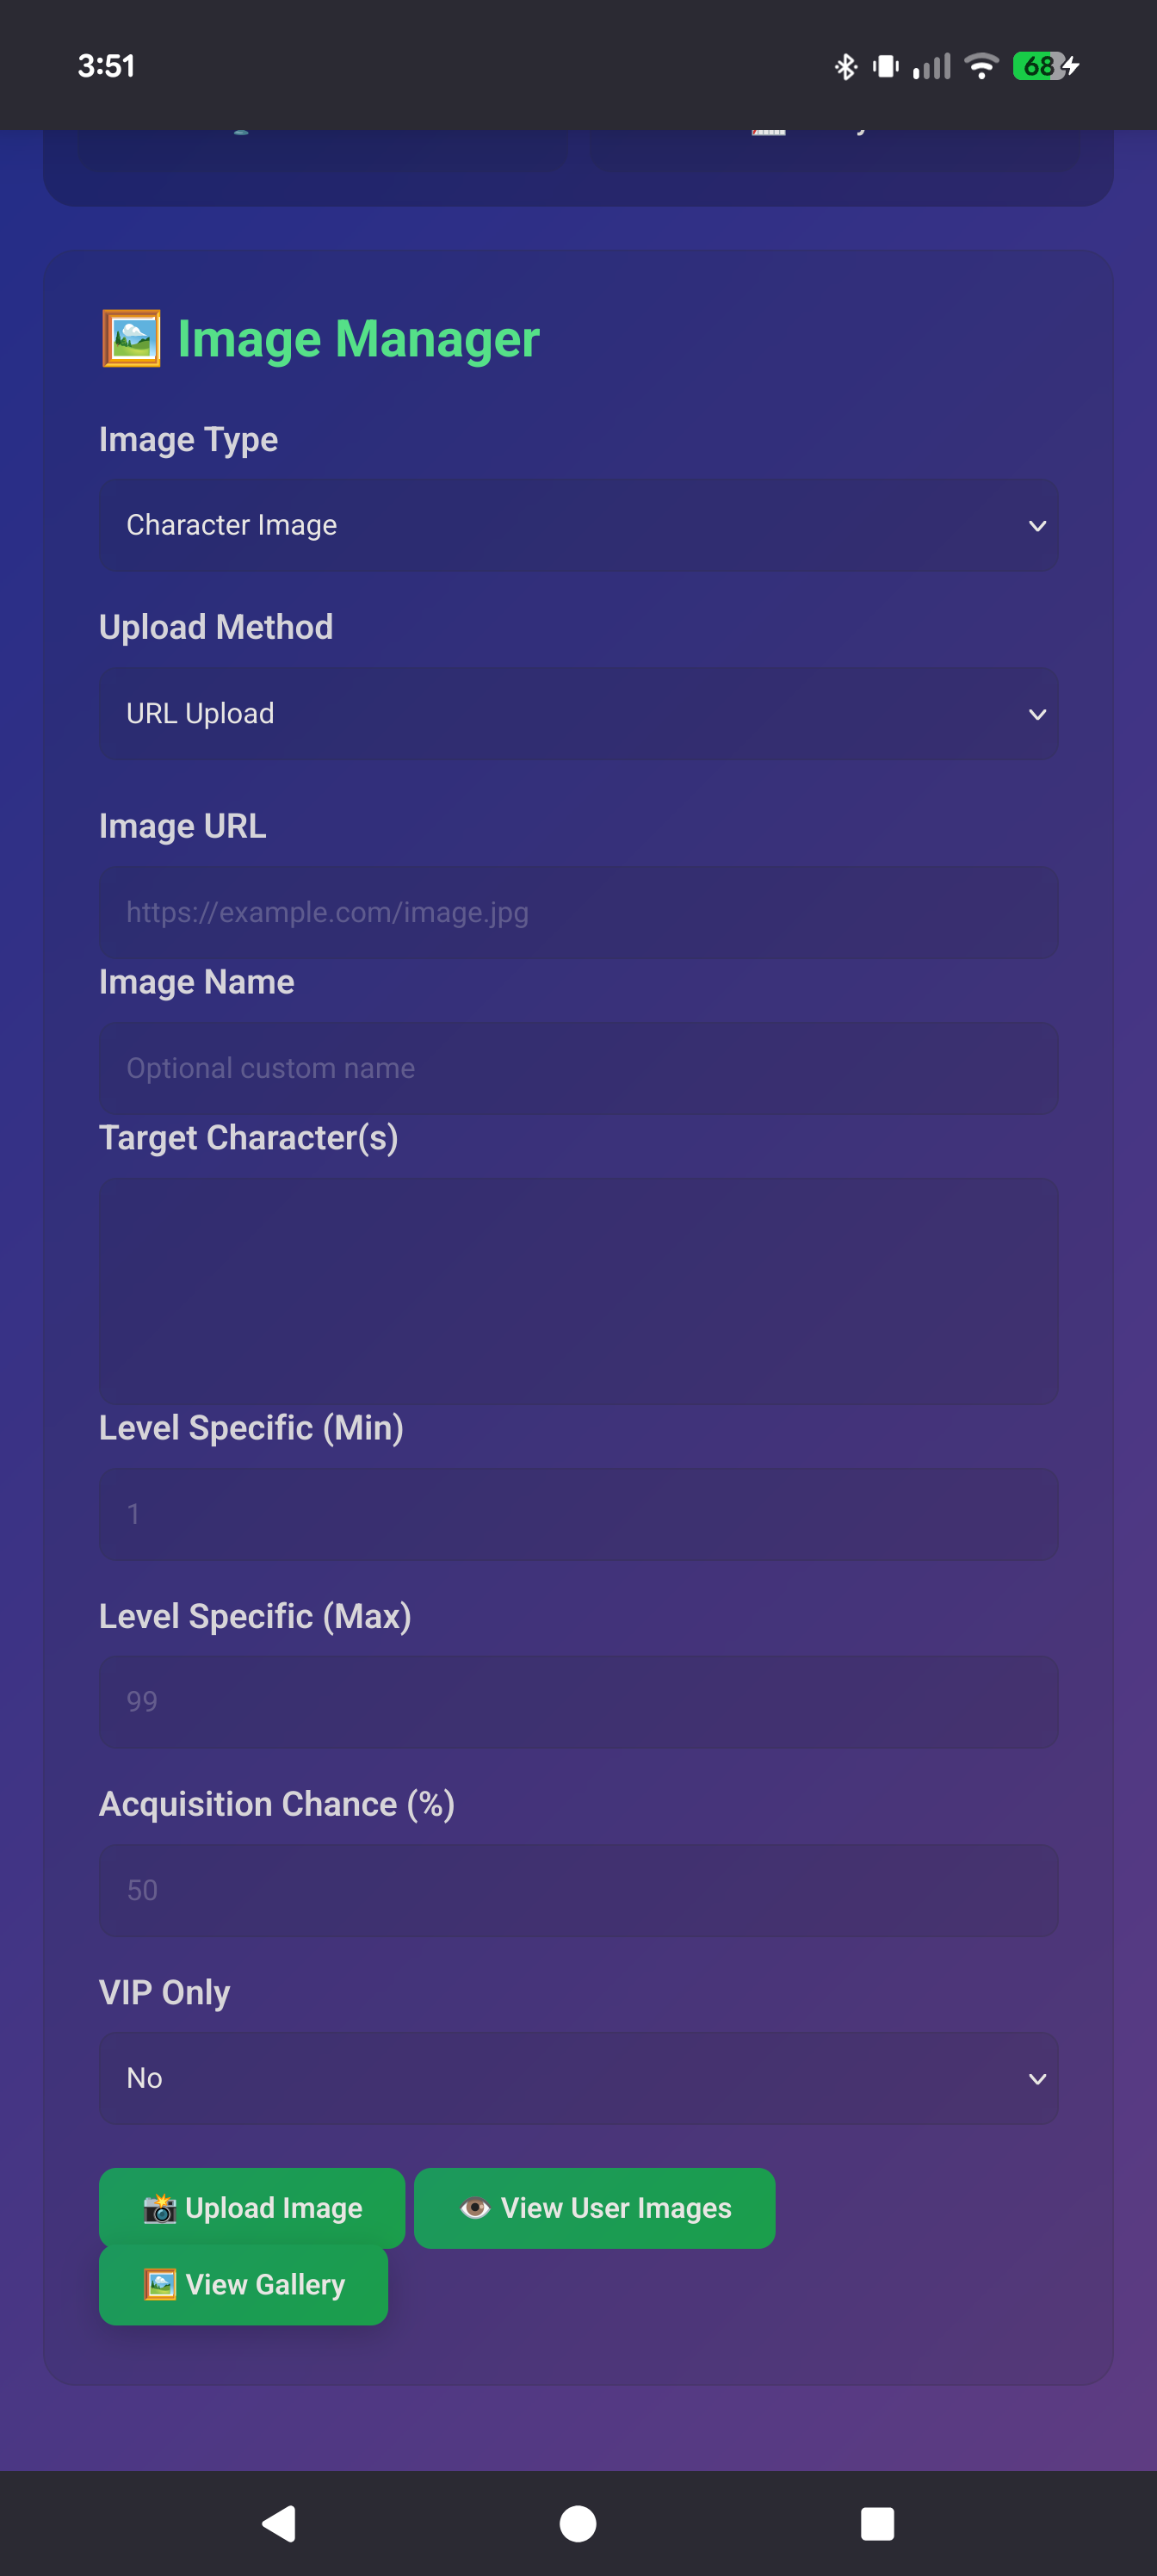 3:51
68
Image Manager
Image Type
Character Image
Upload Method
URL Upload
Image URL
https://example.com/image.jpg
Image Name
Optional custom name
Target Character(s)
Level Specific (Min)
1
Level Specific (Max)
99
Acquisition Chance (%)
50
VIP Only
No
Upload Image
View User Images
View Gallery